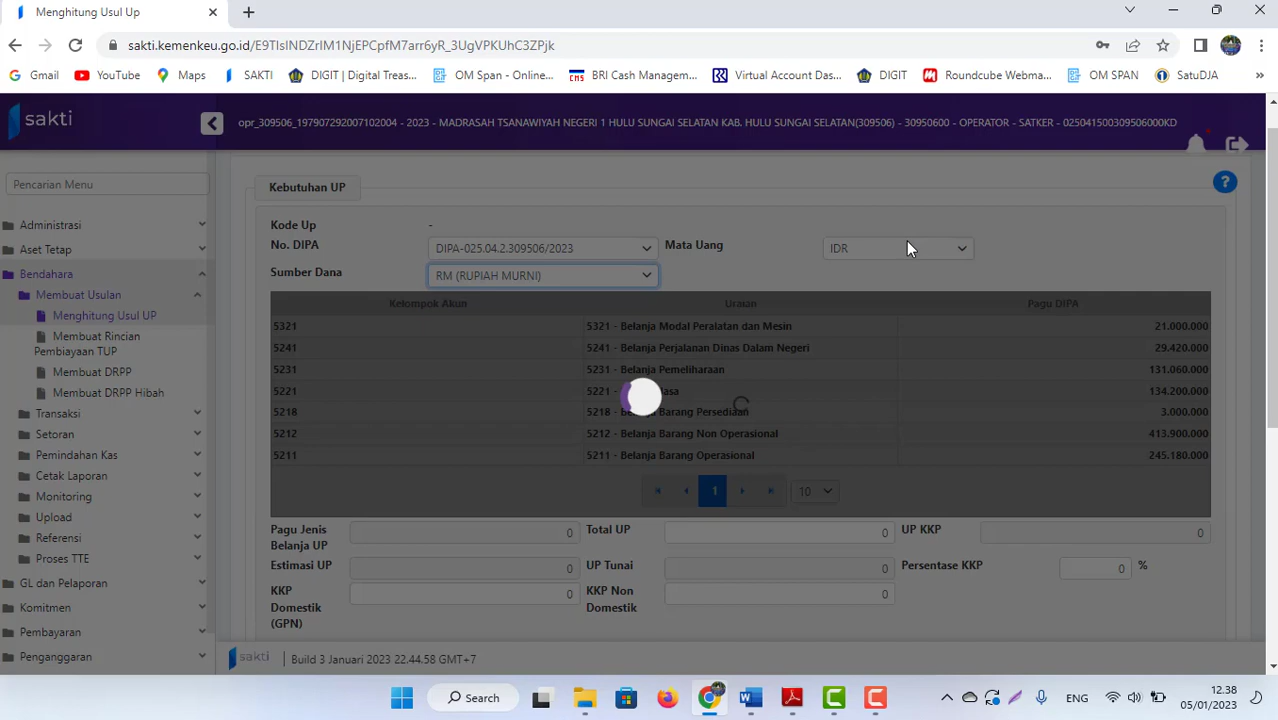 Menghitung Usul Up
sakti.kemenkeu.go.id/E9TIsINDZrIM1NjEPCpfM7arr6yR_3UgVPKUhC3ZPjk
Gmail YouTube Maps SAKTI DIGIT | Digital Treas... OM Span - Online... CMS BRI Cash Managem... Virtual Account Das... DIGIT Roundcube Webma... OM SPAN SatuDJA
sakti opr_309506_197907292007102004 - 2023 - MADRASAH TSANAWIYAH NEGERI 1 HULU SUNGAI SELATAN KAB. HULU SUNGAI SELATAN(309506) - 30950600 - OPERATOR - SATKER - 025041500309506000KD
Pencarian Menu
Administrasi
Aset Tetap
Bendahara
Membuat Usulan
Menghitung Usul UP
Membuat Rincian
Pembiayaan TUP
Membuat DRPP
Membuat DRPP Hibah
Transaksi
Setoran
Pemindahan Kas
Cetak Laporan
Monitoring
Upload
Referensi
Proses TTE
GL dan Pelaporan
Komitmen
Pembayaran
Penganggaran
Kebutuhan UP ?
Kode Up -
No. DIPA DIPA-025.04.2.309506/2023 Mata Uang IDR
Sumber Dana RM (RUPIAH MURNI)
Kelompok Akun Uraian Pagu DIPA
5321 5321 - Belanja Modal Peralatan dan Mesin 21.000.000
5241 5241 - Belanja Perjalanan Dinas Dalam Negeri 29.420.000
5231 5231 - Belanja Pemeliharaan 131.060.000
5221 5221 - asa 134.200.000
5218 5218 - Belanja Barang Persediaan 3.000.000
5212 5212 - Belanja Barang Non Operasional 413.900.000
5211 5211 - Belanja Barang Operasional 245.180.000
1 10
Pagu Jenis Belanja UP 0 Total UP 0 UP KKP 0
Estimasi UP 0 UP Tunai 0 Persentase KKP 0 %
KKP Domestik (GPN) 0 KKP Non Domestik 0
sakti | Build 3 Januari 2023 22.44.58 GMT+7
Search
ENG
12.38
05/01/2023